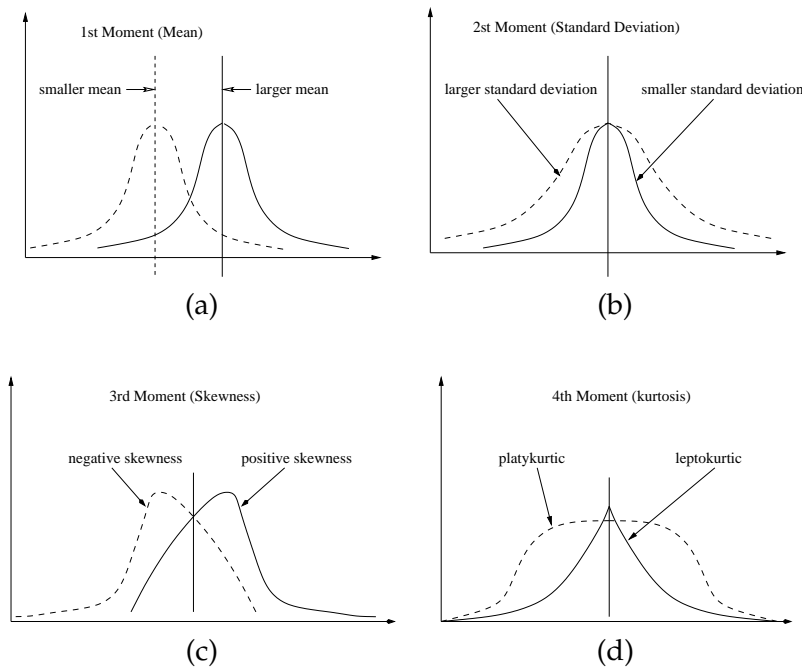 1st Moment (Mean)
smaller mean
larger mean
(a)
2st Moment (Standard Deviation)
larger standard deviation
smaller standard deviation
(b)
3rd Moment (Skewness)
negative skewness
positive skewness
(c)
4th Moment (kurtosis)
platykurtic
leptokurtic
(d)